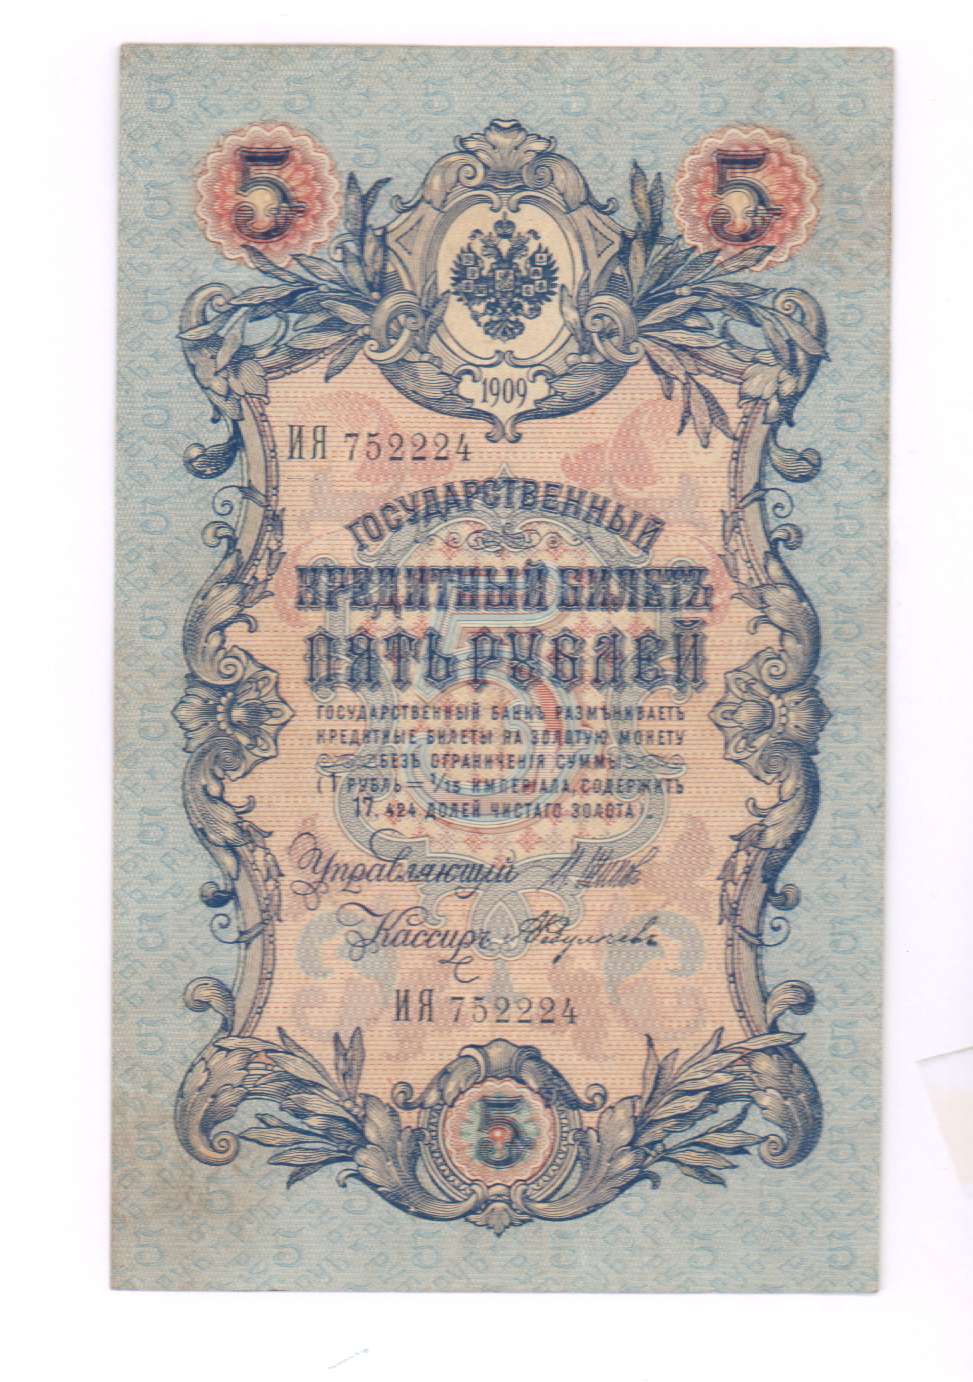 5 5
1909
ИЯ 752224
ГОСУДАРСТВЕННЫЙ
КРЕДИТНЫЙ БИЛЕТЪ
ПЯТЬ РУБЛЕЙ
ГОСУДАРСТВЕННЫЙ БАНКЪ РАЗМѢНИВАЕТЪ
КРЕДИТНЫЕ БИЛЕТЫ НА ЗОЛОТУЮ МОНЕТУ
БЕЗЪ ОГРАНИЧЕНІЯ СУММЫ
(1 РУБЛЬ = 1/15 ИМПЕРІАЛА, СОДЕРЖИТЪ
17, 424 ДОЛЕЙ ЧИСТАГО ЗОЛОТА).
Управляющій
Кассиръ
ИЯ 752224
5